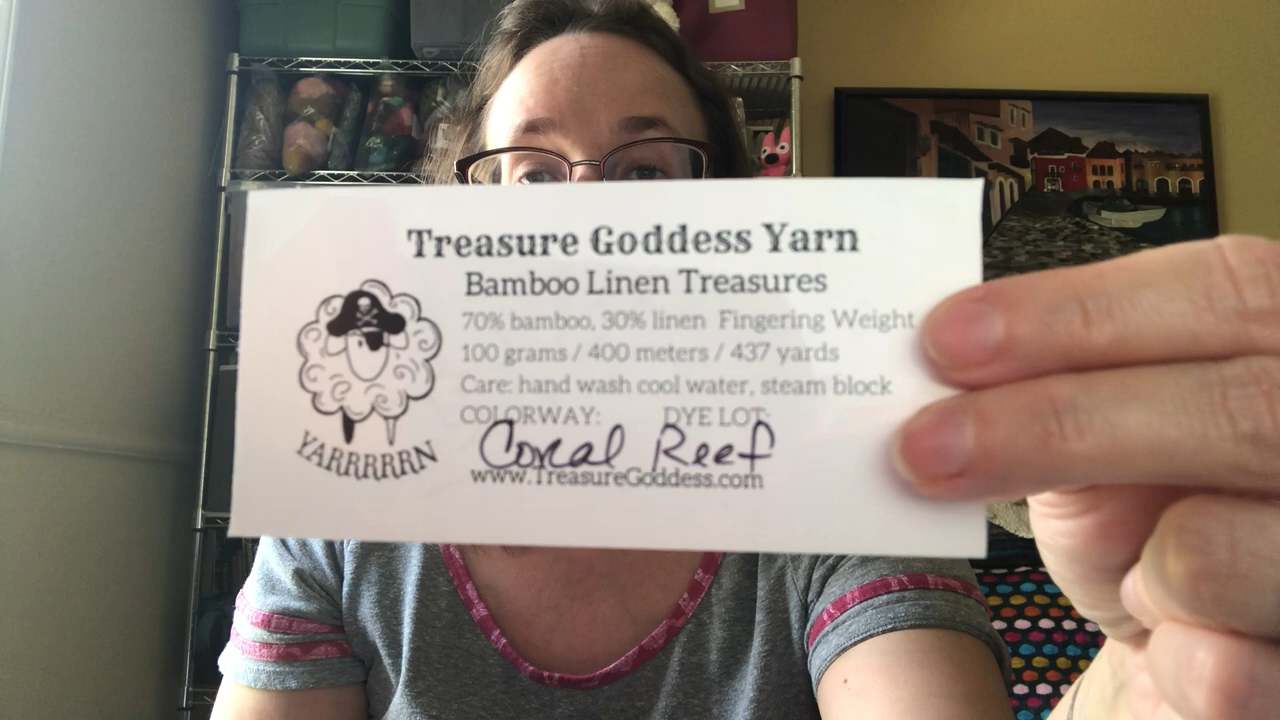 Treasure Goddess Yarn
Bamboo Linen Treasures
70% bamboo, 30% linen Fingering Weight
100 grams / 400 meters / 437 yards
Care: hand wash cool water, steam block
COLORWAY: DYE LOT:
Coral Reef
www.TreasureGoddess.com
YARRRRRN